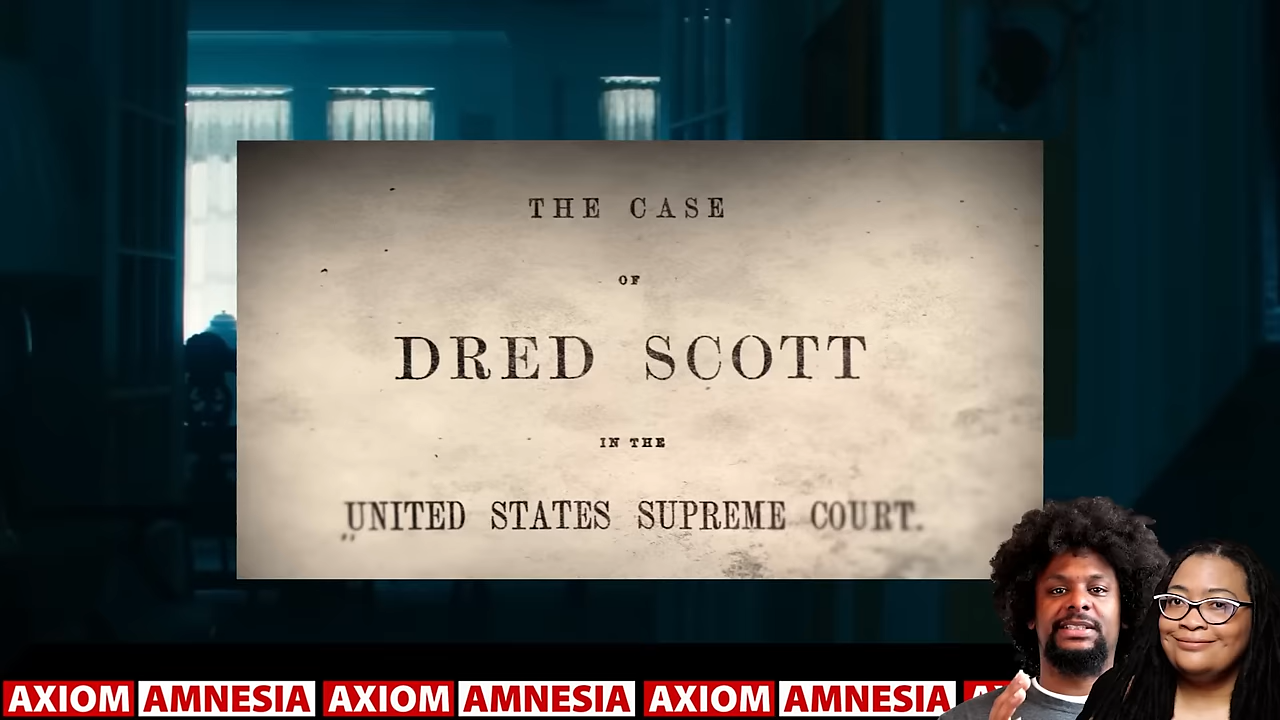 THE CASE
OF
DRED SCOTT
IN THE
UNITED STATES SUPREME COURT.
AXIOM AMNESIA AXIOM AMNESIA AXIOM AMNESIA